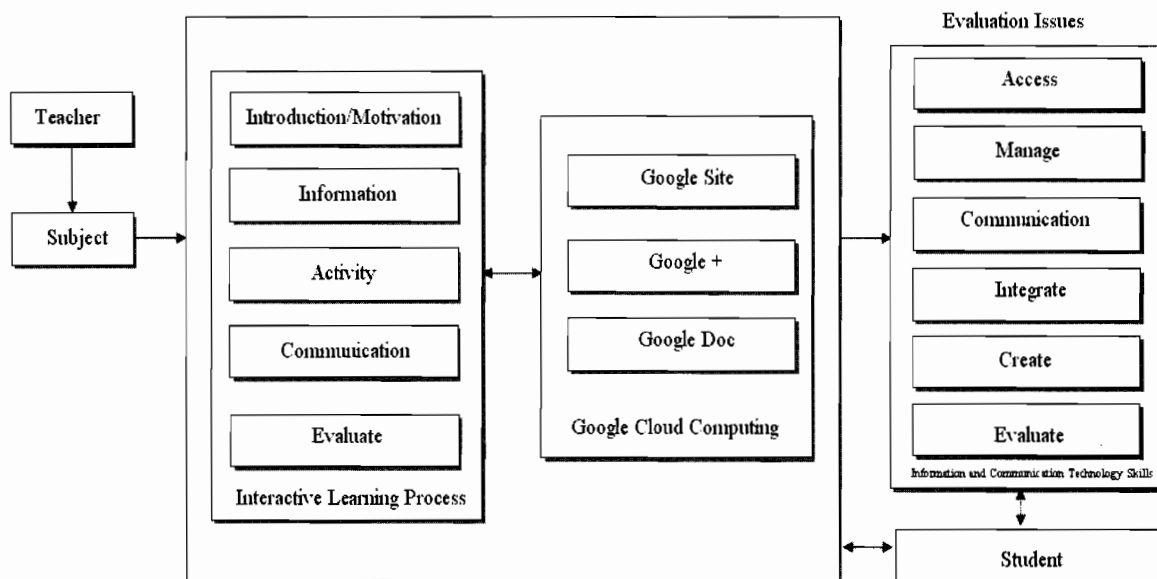 Teacher
Subject
Introduction/Motivation
Information
Activity
Communication
Evaluate
Interactive Learning Process
Google Site
Google +
Google Doc
Google Cloud Computing
Evaluation Issues
Access
Manage
Communication
Integrate
Create
Evaluate
Information and Communication Technology Skills
Student